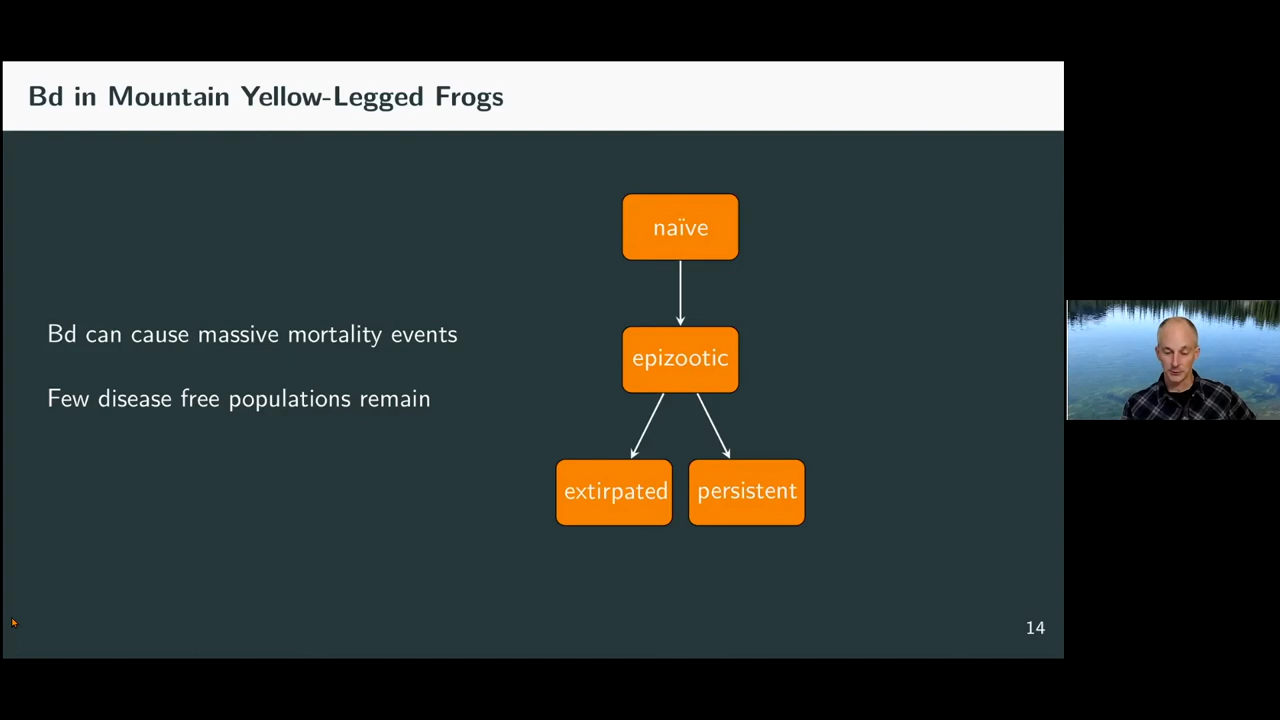 Bd in Mountain Yellow-Legged Frogs
Bd can cause massive mortality events
Few disease free populations remain
naïve
epizootic
extirpated
persistent
14